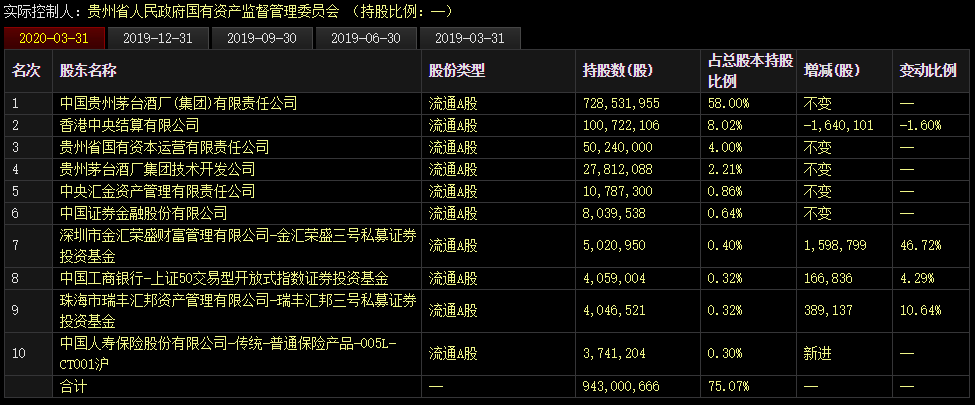 实际控制人: 贵州省人民政府国有资产监督管理委员会 (持股比例: —)
2020-03-31 2019-12-31 2019-09-30 2019-06-30 2019-03-31
名次 股东名称 股份类型 持股数(股) 占总股本持股比例 增减(股) 变动比例
1 中国贵州茅台酒厂(集团)有限责任公司 流通A股 728,531,955 58.00% 不变 —
2 香港中央结算有限公司 流通A股 100,722,106 8.02% -1,640,101 -1.60%
3 贵州省国有资本运营有限责任公司 流通A股 50,240,000 4.00% 不变 —
4 贵州茅台酒厂集团技术开发公司 流通A股 27,812,088 2.21% 不变 —
5 中央汇金资产管理有限责任公司 流通A股 10,787,300 0.86% 不变 —
6 中国证券金融股份有限公司 流通A股 8,039,538 0.64% 不变 —
7 深圳市金汇荣盛财富管理有限公司-金汇荣盛三号私募证券投资基金 流通A股 5,020,950 0.40% 1,598,799 46.72%
8 中国工商银行-上证50交易型开放式指数证券投资基金 流通A股 4,059,004 0.32% 166,836 4.29%
9 珠海市瑞丰汇邦资产管理有限公司-瑞丰汇邦三号私募证券投资基金 流通A股 4,046,521 0.32% 389,137 10.64%
10 中国人寿保险股份有限公司-传统-普通保险产品-005L-CT001沪 流通A股 3,741,204 0.30% 新进 —
合计 — 943,000,666 75.07% — —